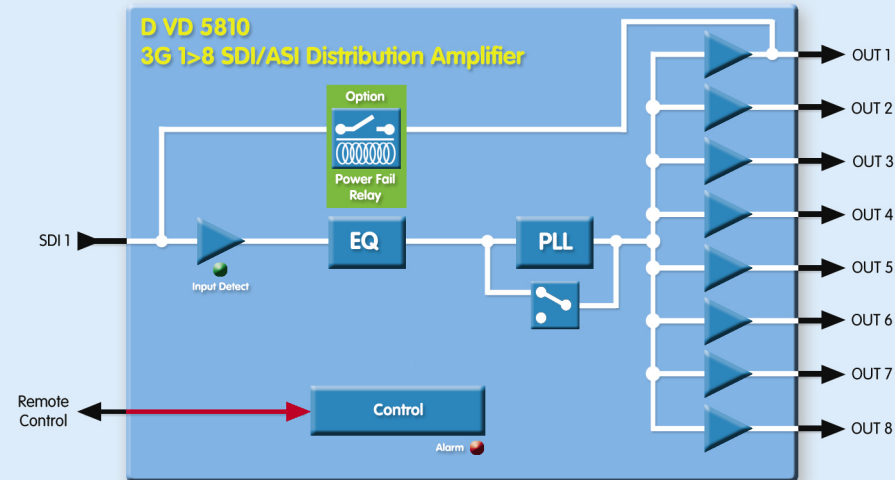 D VD 5810
3G 1>8 SDI/ASI Distribution Amplifier
Option
Power Fail
Relay
SDI 1
Input Detect
EQ
PLL
OUT 1
OUT 2
OUT 3
OUT 4
OUT 5
OUT 6
OUT 7
OUT 8
Remote
Control
Control
Alarm